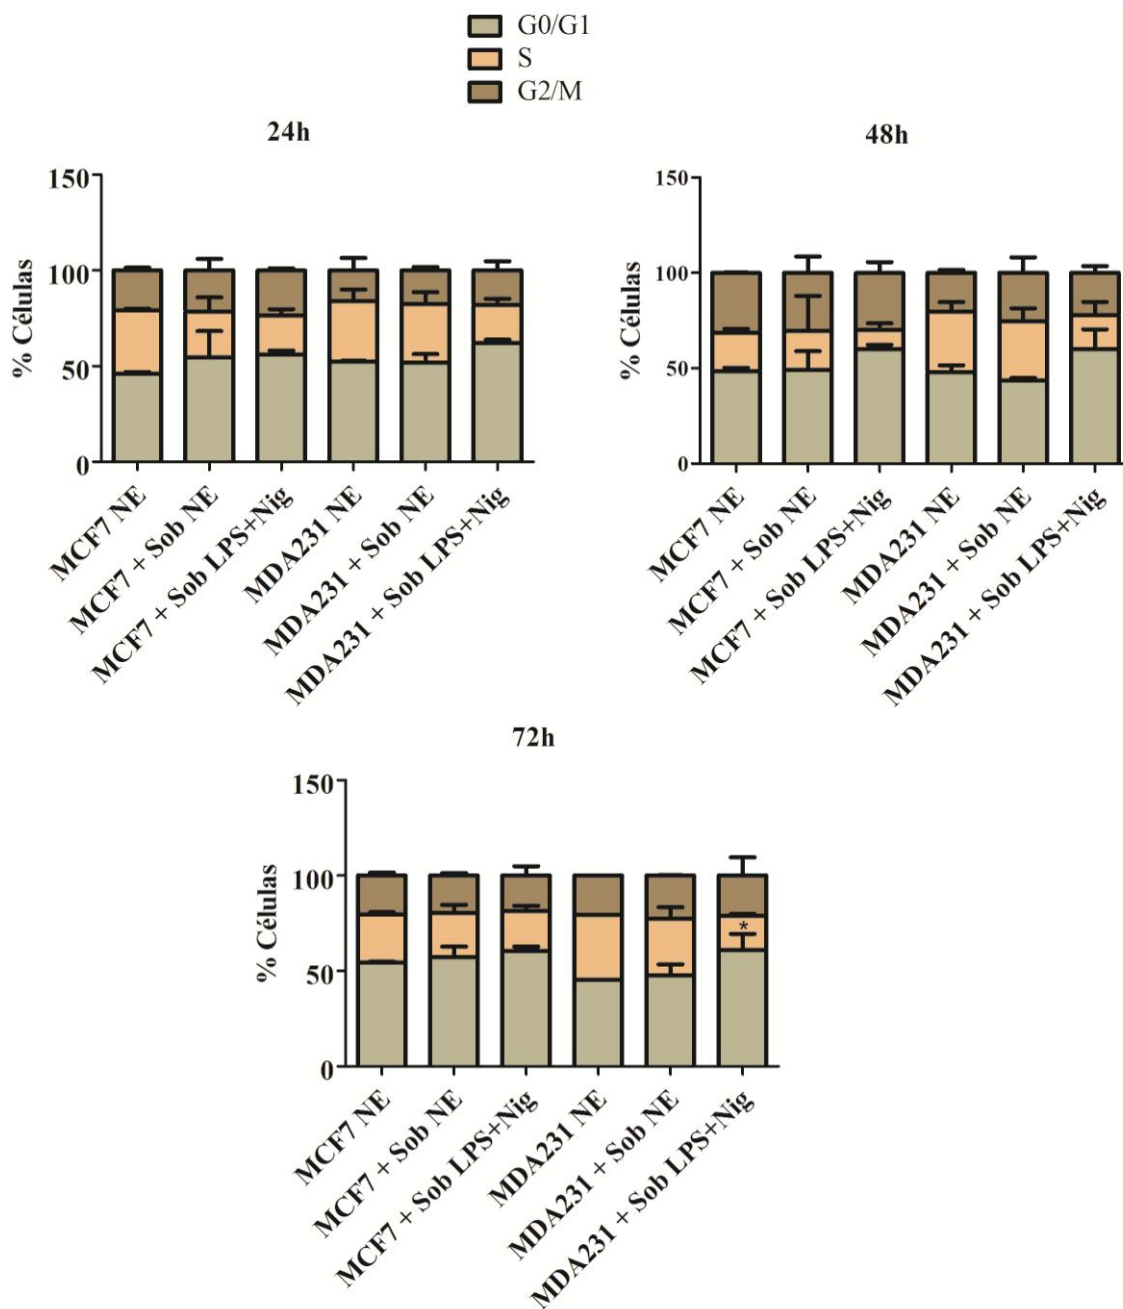 G0/G1
S
G2/M
24h
150
100
50
0
% Células
MCF7 NE
MCF7 + Sob NE
MCF7 + Sob LPS+Nig
MDA231 NE
MDA231 + Sob NE
MDA231 + Sob LPS+Nig
48h
150
100
50
0
% Células
MCF7 NE
MCF7 + Sob NE
MCF7 + Sob LPS+Nig
MDA231 NE
MDA231 + Sob NE
MDA231 + Sob LPS+Nig
72h
150
100
50
0
% Células
*
MCF7 NE
MCF7 + Sob NE
MCF7 + Sob LPS+Nig
MDA231 NE
MDA231 + Sob NE
MDA231 + Sob LPS+Nig